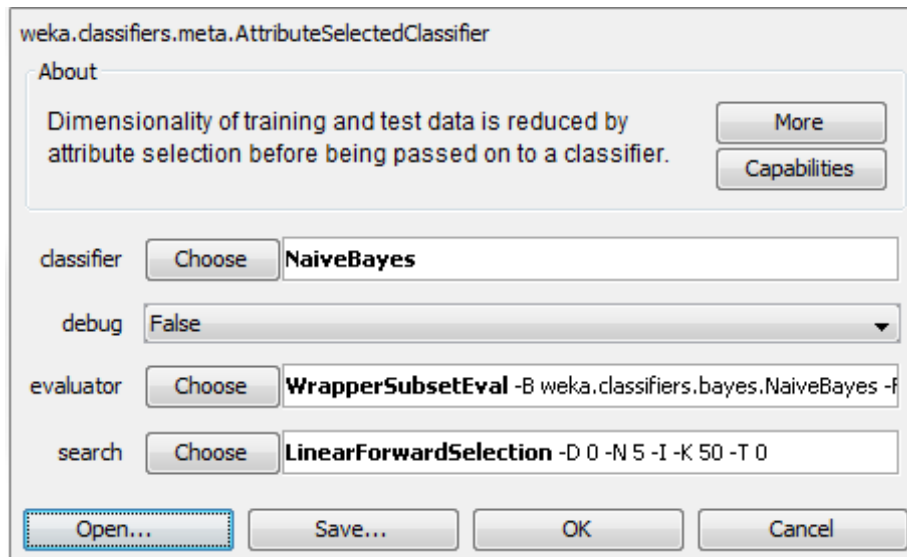 weka.classifiers.meta.AttributeSelectedClassifier
About
Dimensionality of training and test data is reduced by
attribute selection before being passed on to a classifier.
More
Capabilities
classifier Choose NaiveBayes
debug False
evaluator Choose WrapperSubsetEval -B weka.classifiers.bayes.NaiveBayes -F
search Choose LinearForwardSelection -D 0 -N 5 -I -K 50 -T 0
Open... Save... OK Cancel